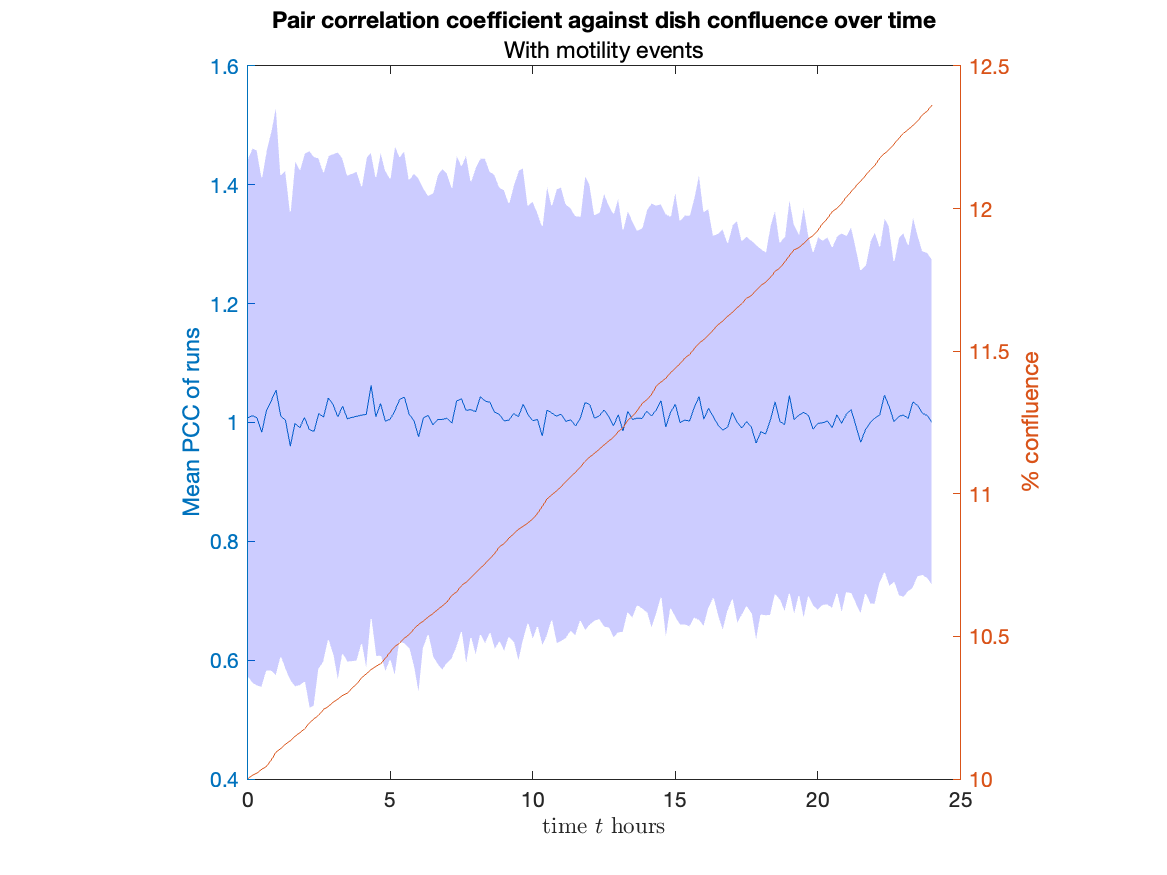 Pair correlation coefficient against dish confluence over time
With motility events
Mean PCC of runs
1.6
1.4
1.2
1
0.8
0.6
0.4
12.5
12
11.5
11
10.5
10
% confluence
0 5 10 15 20 25
time t hours